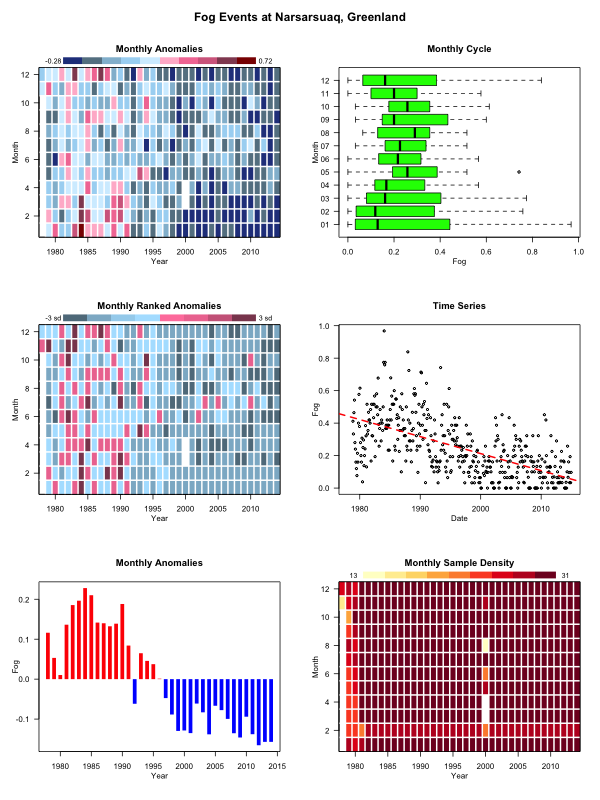 Fog Events at Narsarsuaq, Greenland
Monthly Anomalies
-0.28 0.72
12
10
8
6
4
2
Month
1980 1985 1990 1995 2000 2005 2010
Year
Monthly Cycle
12
11
10
09
08
07
06
05
04
03
02
01
Month
0.0 0.2 0.4 0.6 0.8 1.0
Fog
Monthly Ranked Anomalies
-3 sd 3 sd
12
10
8
6
4
2
Month
1980 1985 1990 1995 2000 2005 2010
Year
Time Series
1.0
0.8
0.6
0.4
0.2
0.0
Fog
1980 1990 2000 2010
Date
Monthly Anomalies
0.2
0.1
0.0
-0.1
Fog
1980 1985 1990 1995 2000 2005 2010 2015
Year
Monthly Sample Density
13 31
12
10
8
6
4
2
Month
1980 1985 1990 1995 2000 2005 2010
Year